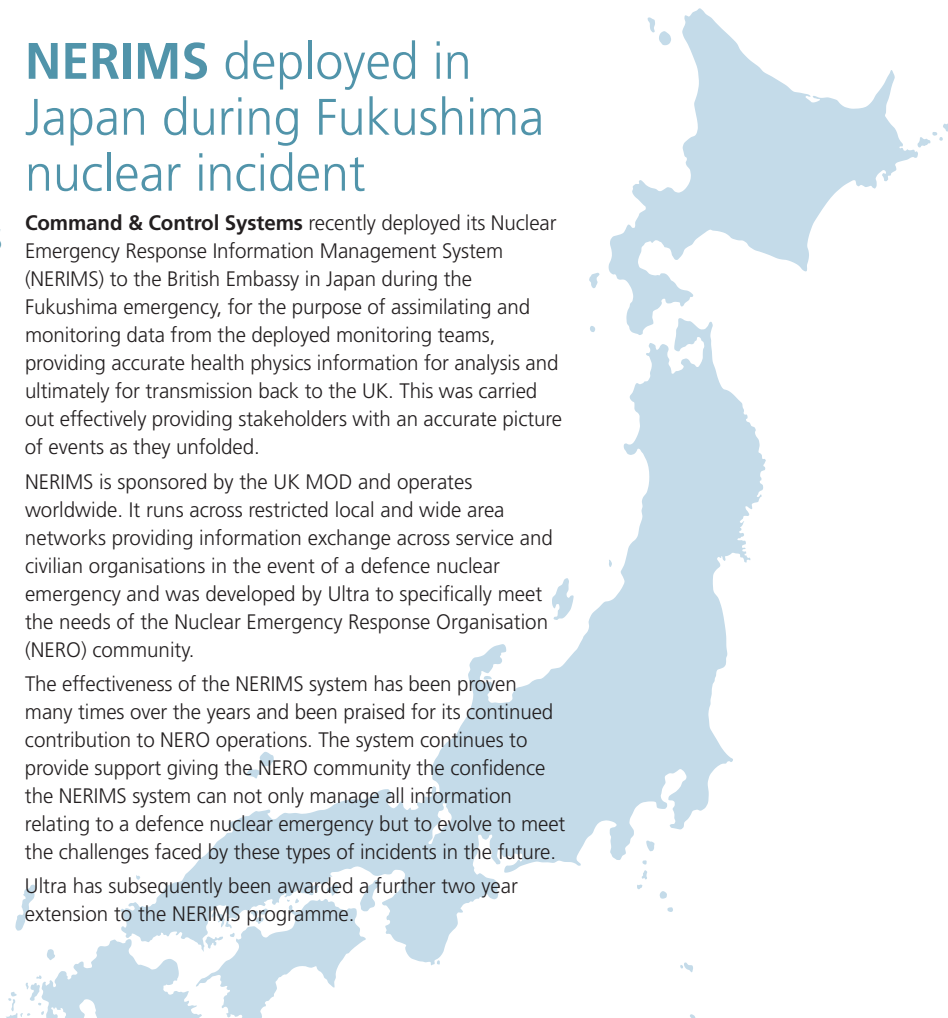 NERIMS deployed in
Japan during Fukushima
nuclear incident
Command & Control Systems recently deployed its Nuclear
Emergency Response Information Management System
(NERIMS) to the British Embassy in Japan during the
Fukushima emergency, for the purpose of assimilating and
monitoring data from the deployed monitoring teams,
providing accurate health physics information for analysis and
ultimately for transmission back to the UK. This was carried
out effectively providing stakeholders with an accurate picture
of events as they unfolded.
NERIMS is sponsored by the UK MOD and operates
worldwide. It runs across restricted local and wide area
networks providing information exchange across service and
civilian organisations in the event of a defence nuclear
emergency and was developed by Ultra to specifically meet
the needs of the Nuclear Emergency Response Organisation
(NERO) community.
The effectiveness of the NERIMS system has been proven
many times over the years and been praised for its continued
contribution to NERO operations. The system continues to
provide support giving the NERO community the confidence
the NERIMS system can not only manage all information
relating to a defence nuclear emergency but to evolve to meet
the challenges faced by these types of incidents in the future.
Ultra has subsequently been awarded a further two year
extension to the NERIMS programme.